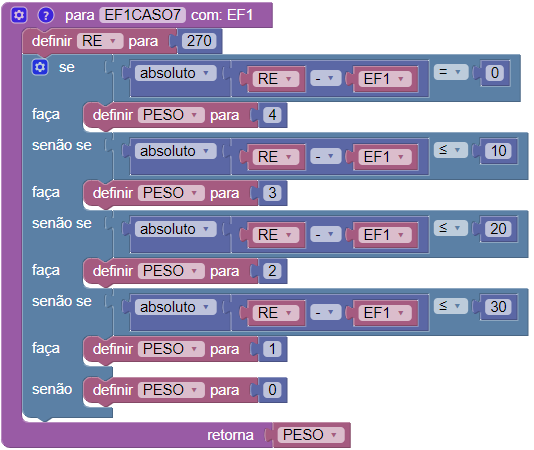 para EF1CASO7 com: EF1
definir RE para 270
se absoluto RE - EF1 = 0
faça definir PESO para 4
senão se absoluto RE - EF1 ≤ 10
faça definir PESO para 3
senão se absoluto RE - EF1 ≤ 20
faça definir PESO para 2
senão se absoluto RE - EF1 ≤ 30
faça definir PESO para 1
senão definir PESO para 0
retorna PESO